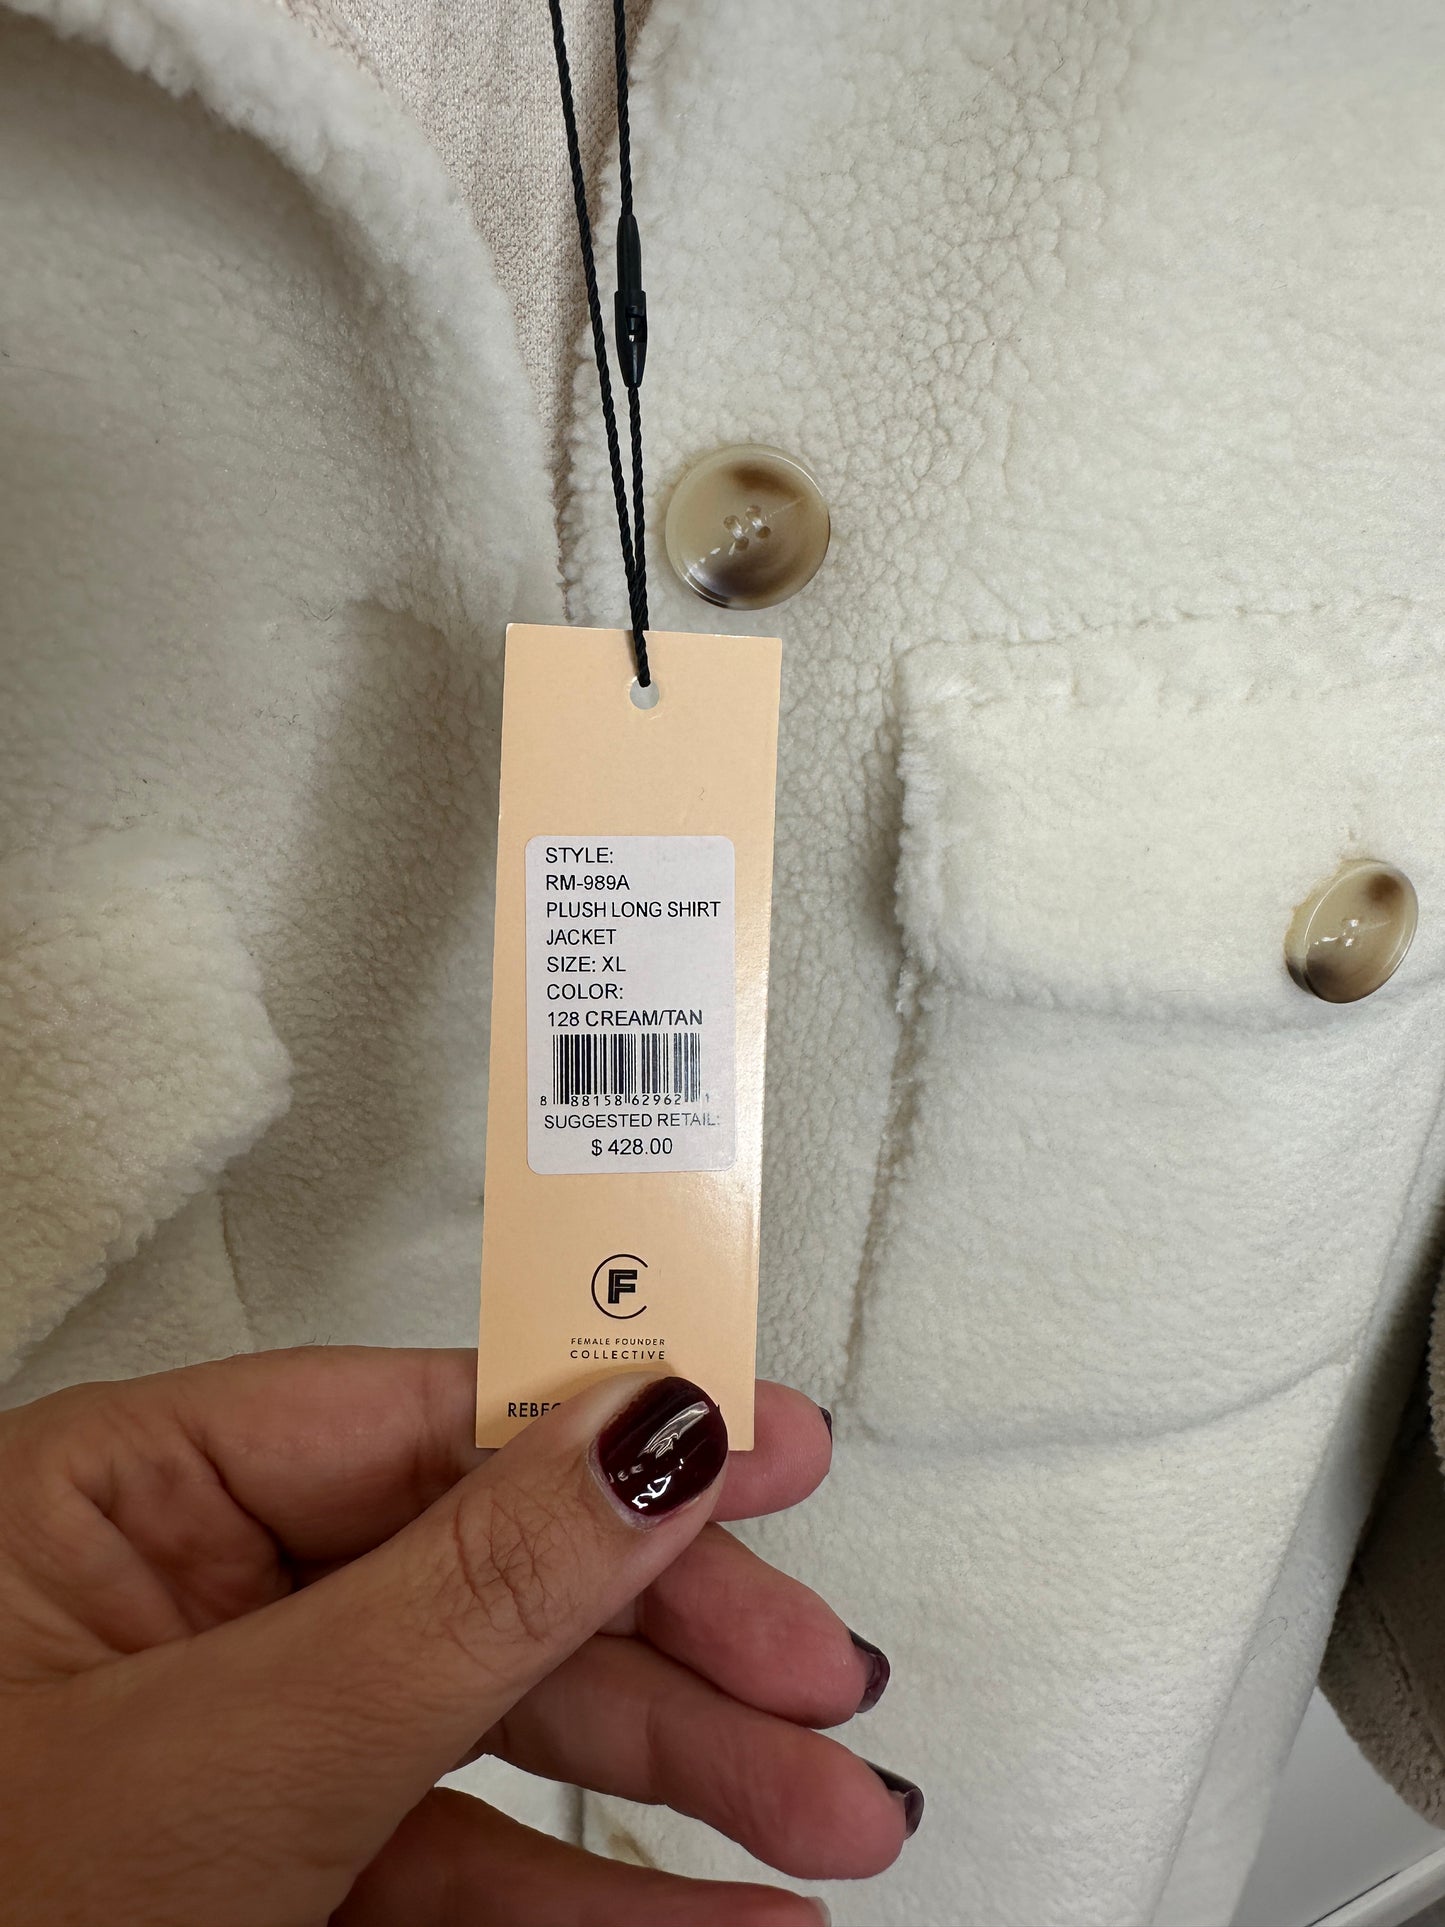 STYLE:
RM-989A
PLUSH LONG SHIRT
JACKET
SIZE: XL
COLOR:
128 CREAM/TAN
8 88158 62962 1
SUGGESTED RETAIL:
$ 428.00
F
FEMALE FOUNDER
COLLECTIVE